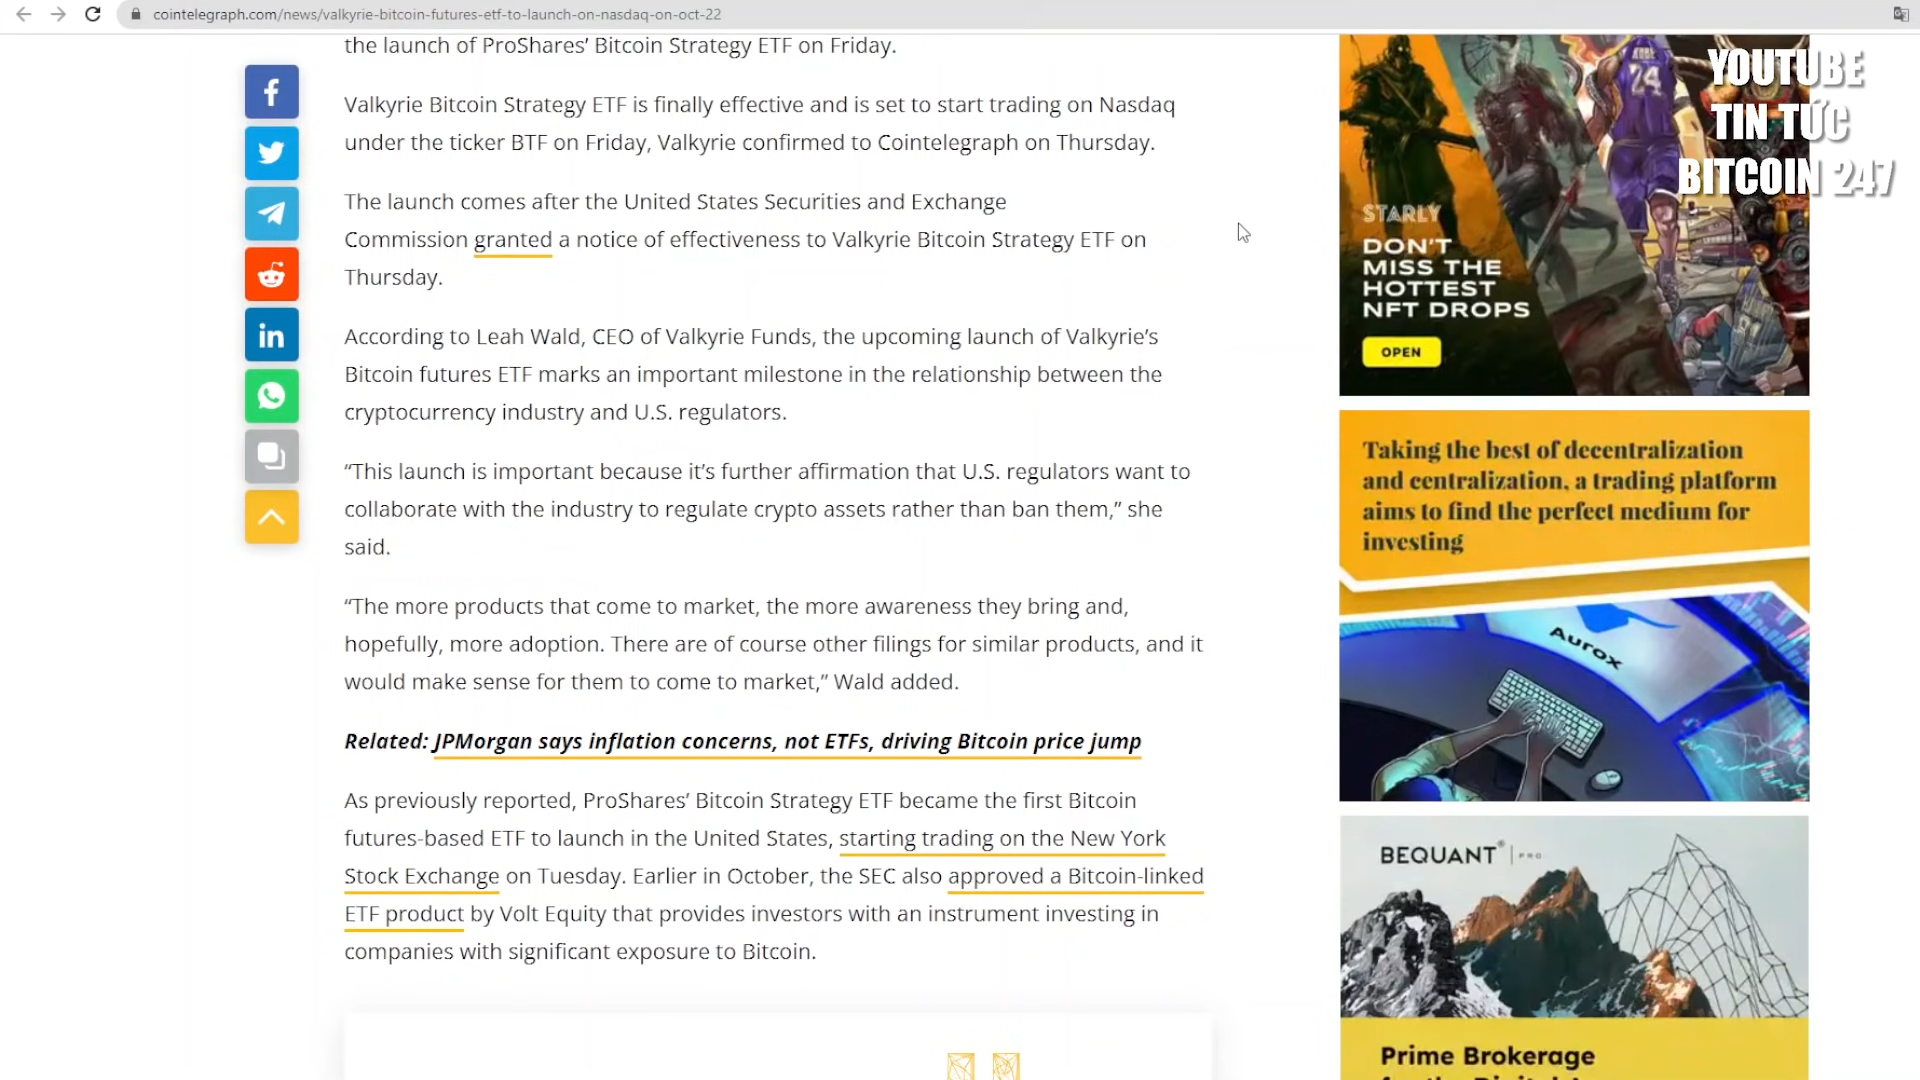 cointelegraph.com/news/valkyrie-bitcoin-futures-etf-to-launch-on-nasdaq-on-oct-22
the launch of ProShares’ Bitcoin Strategy ETF on Friday.
Valkyrie Bitcoin Strategy ETF is finally effective and is set to start trading on Nasdaq
under the ticker BTF on Friday, Valkyrie confirmed to Cointelegraph on Thursday.
The launch comes after the United States Securities and Exchange
Commission granted a notice of effectiveness to Valkyrie Bitcoin Strategy ETF on
Thursday.
According to Leah Wald, CEO of Valkyrie Funds, the upcoming launch of Valkyrie’s
Bitcoin futures ETF marks an important milestone in the relationship between the
cryptocurrency industry and U.S. regulators.
“This launch is important because it’s further affirmation that U.S. regulators want to
collaborate with the industry to regulate crypto assets rather than ban them,” she
said.
“The more products that come to market, the more awareness they bring and,
hopefully, more adoption. There are of course other filings for similar products, and it
would make sense for them to come to market,” Wald added.
Related: JPMorgan says inflation concerns, not ETFs, driving Bitcoin price jump
As previously reported, ProShares’ Bitcoin Strategy ETF became the first Bitcoin
futures-based ETF to launch in the United States, starting trading on the New York
Stock Exchange on Tuesday. Earlier in October, the SEC also approved a Bitcoin-linked
ETF product by Volt Equity that provides investors with an instrument investing in
companies with significant exposure to Bitcoin.
YOUTUBE
TIN TỨC
BITCOIN 247
KOBE
24
STARLY
DON'T
MISS THE
HOTTEST
NFT DROPS
OPEN
Taking the best of decentralization
and centralization, a trading platform
aims to find the perfect medium for
investing
Aurox
BEQUANT PRO
Prime Brokerage